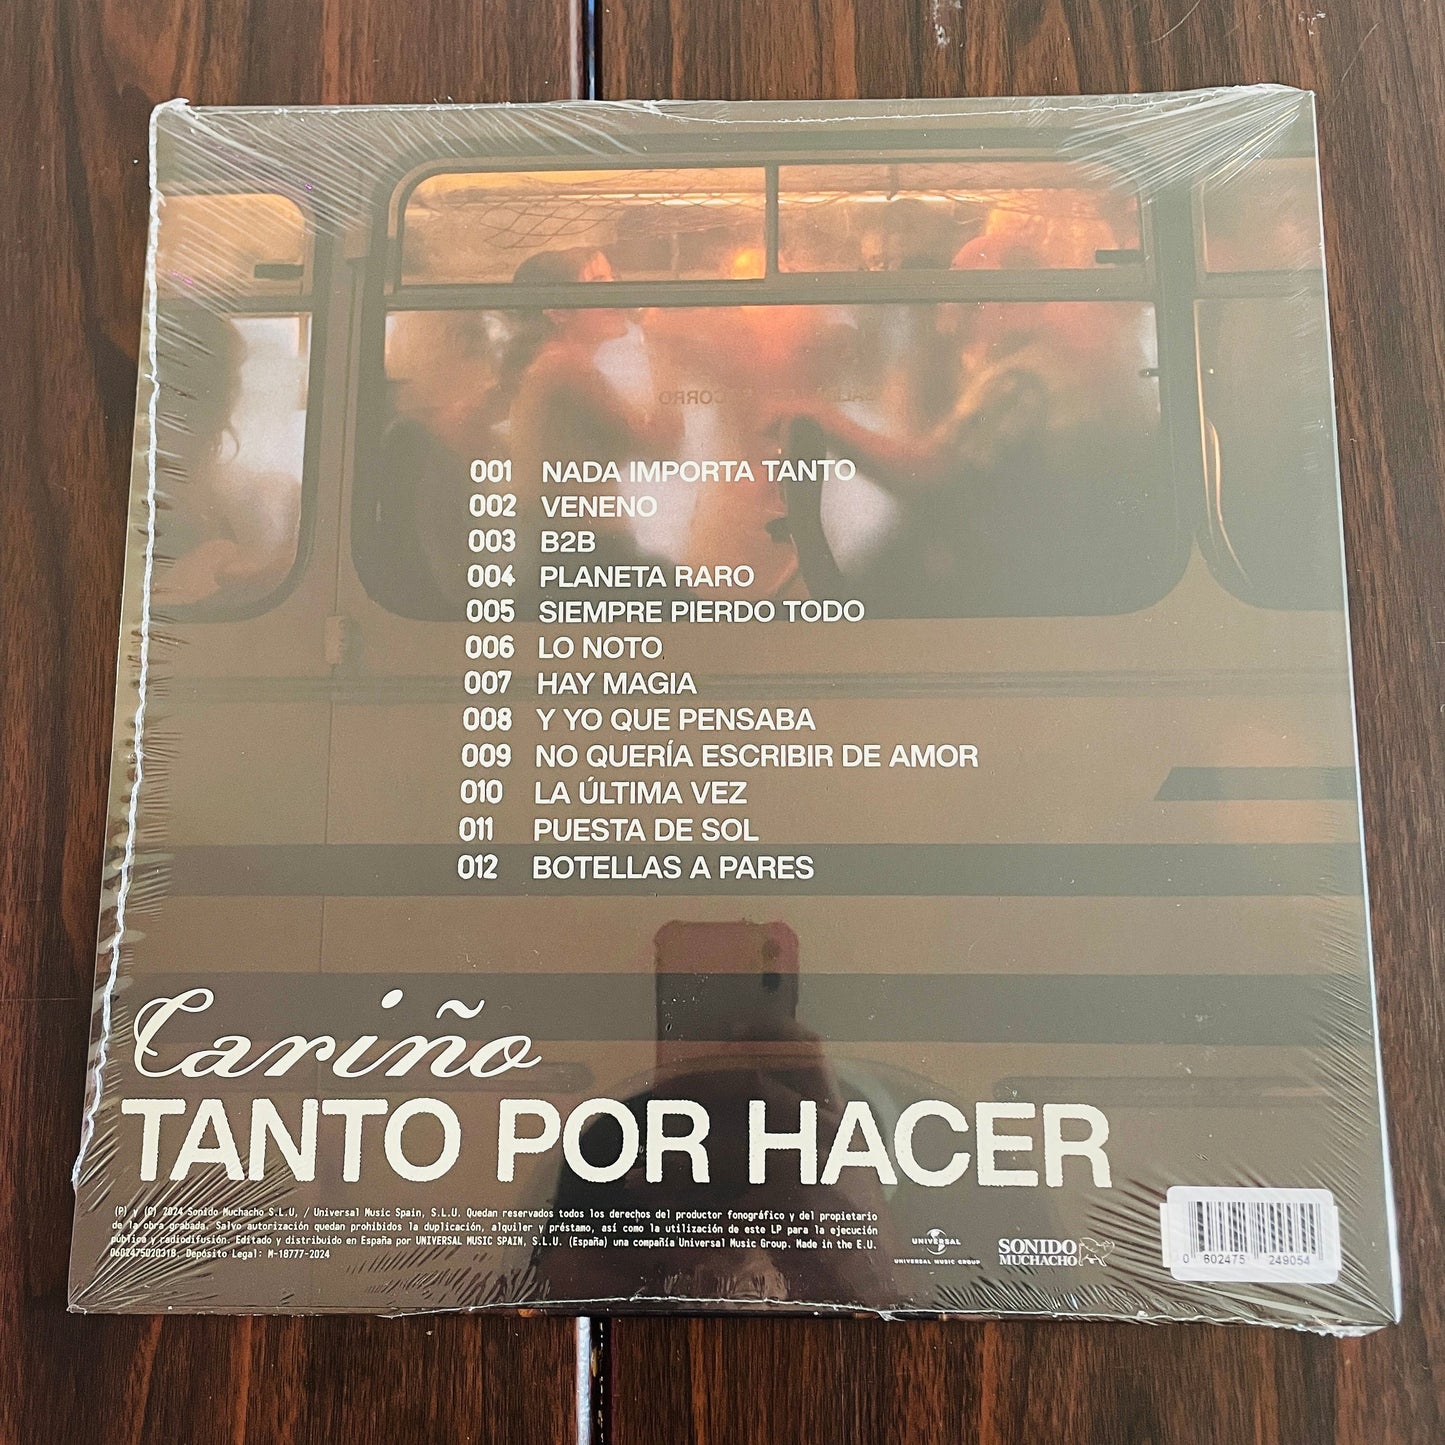 001 NADA IMPORTA TANTO
002 VENENO
003 B2B
004 PLANETA RARO
005 SIEMPRE PIERDO TODO
006 LO NOTO
007 HAY MAGIA
008 Y YO QUE PENSABA
009 NO QUERÍA ESCRIBIR DE AMOR
010 LA ÚLTIMA VEZ
011 PUESTA DE SOL
012 BOTELLAS A PARES
Cariño
TANTO POR HACER
(P) y (C) 2024 Sonido Muchacho S.L.U. / Universal Music Spain, S.L.U. Quedan reservados todos los derechos del productor fonográfico y del propietario
de la obra grabada. Salvo autorización quedan prohibidos la duplicación, alquiler y préstamo, así como la utilización de este LP para la ejecución
pública y radiodifusión. Editado y distribuido en España por UNIVERSAL MUSIC SPAIN, S.L.U. (España) una compañía Universal Music Group. Made in the E.U.
Depósito Legal: M-18777-2024
UNIVERSAL
UNIVERSAL MUSIC GROUP
SONIDO
MUCHACHO
0 602475 249054